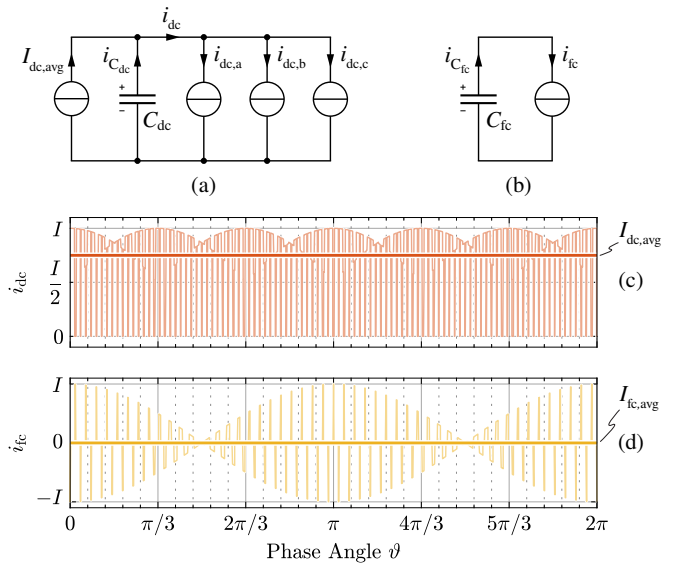 i_dc
I_dc,avg i_C_dc i_dc,a i_dc,b i_dc,c i_C_fc i_fc
+ +
− −
C_dc C_fc
(a) (b)
I
I_dc,avg
i_dc I/2 (c)
0
I I_fc,avg
i_fc 0 (d)
−I
0 π/3 2π/3 π 4π/3 5π/3 2π
Phase Angle ϑ